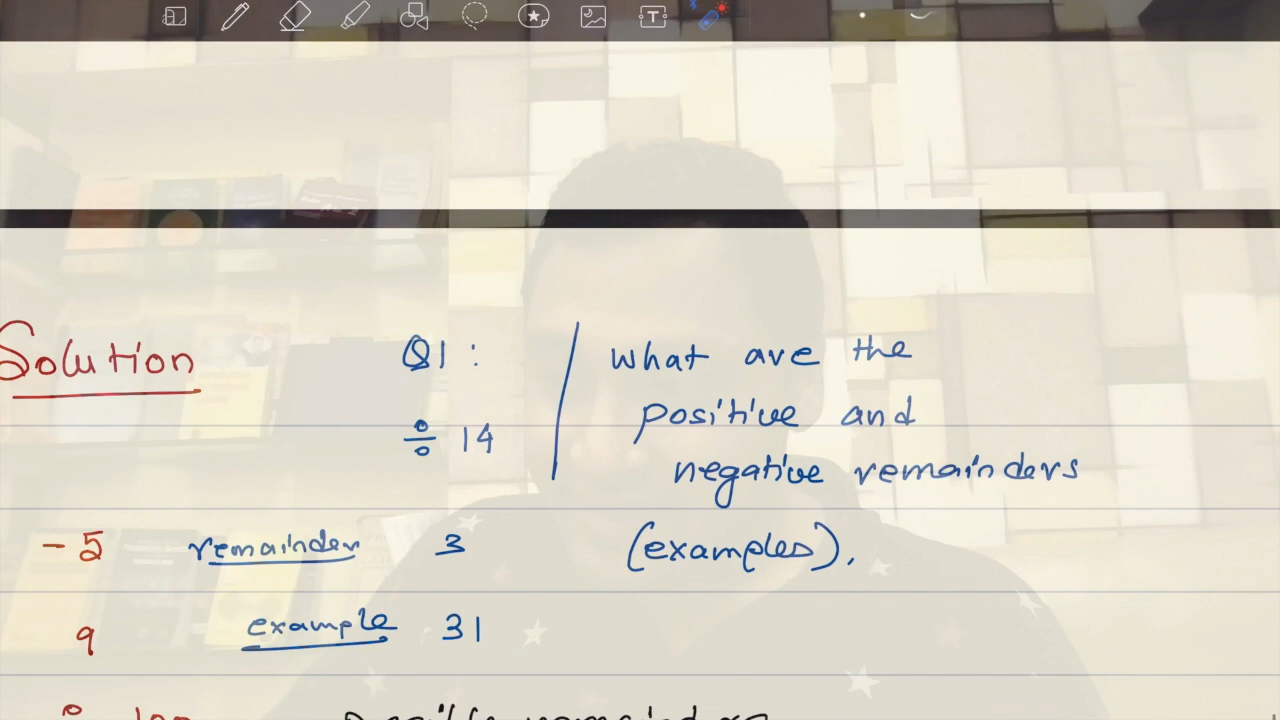 Solution Q1 : what are the
÷ 14 positive and
negative remainders
- 5 remainder 3 (examples).
9 example 31